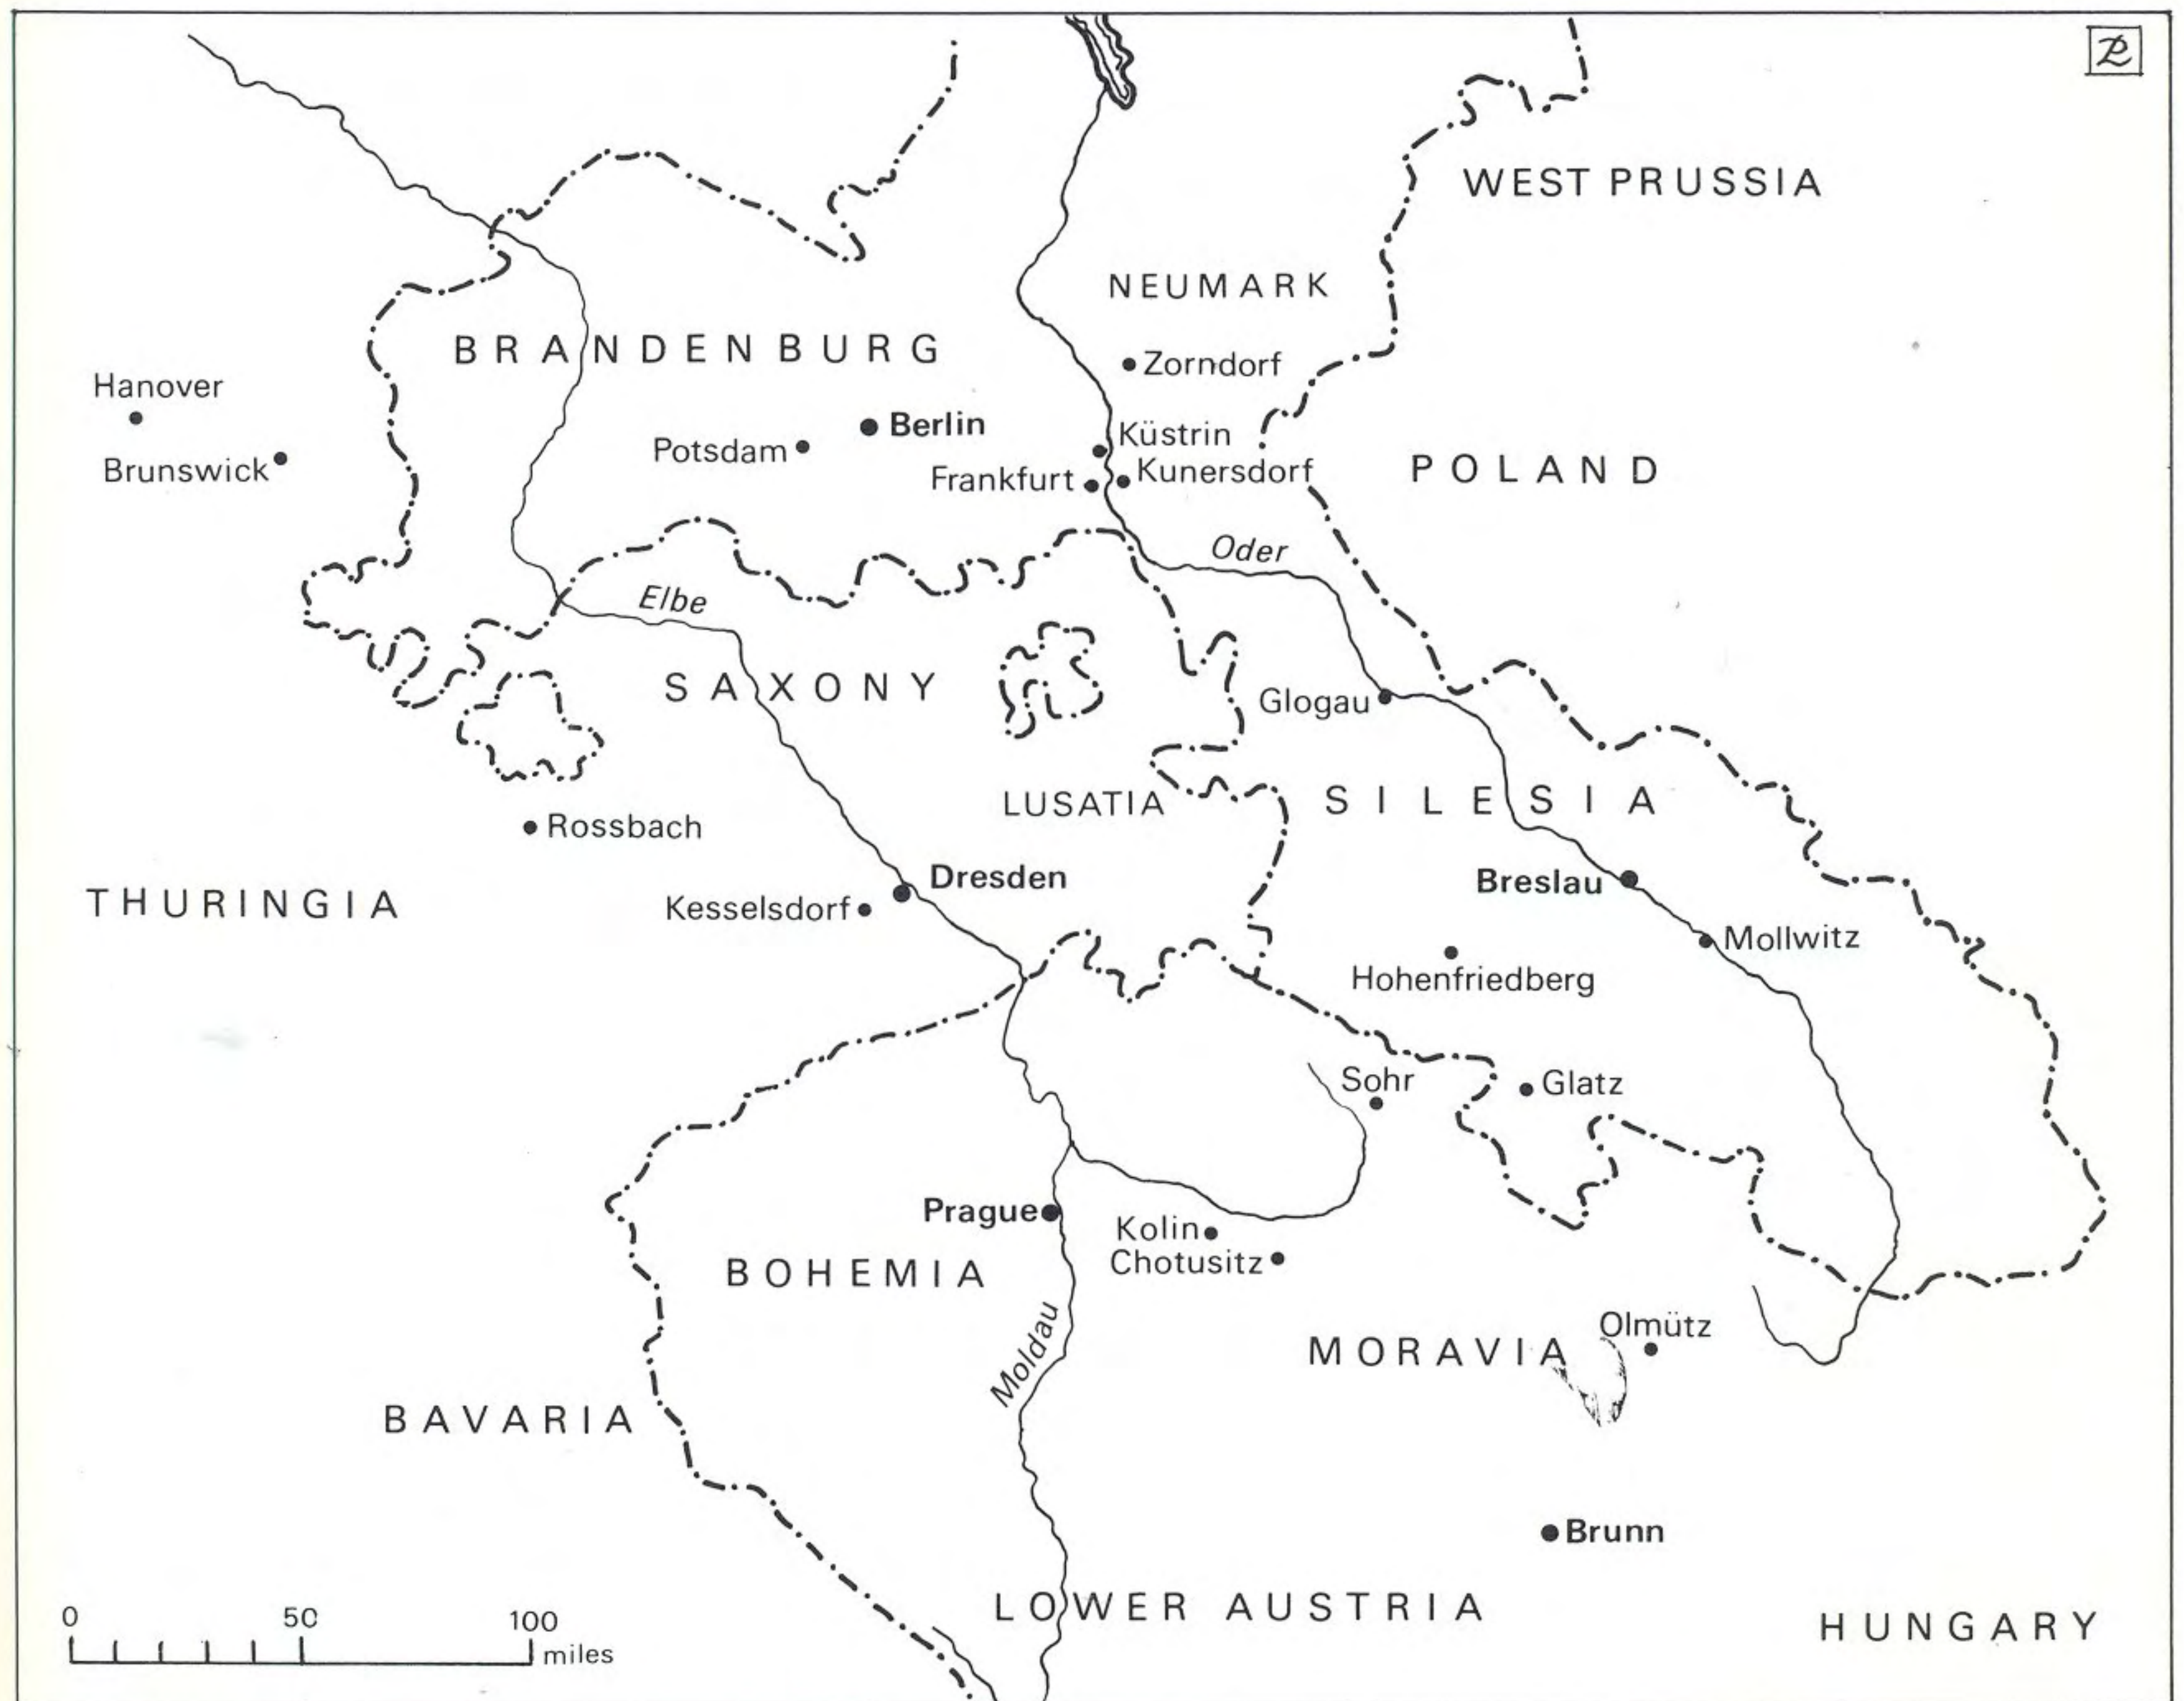 WEST PRUSSIA
NEUMARK
BRANDENBURG
Zorndorf
Hanover
Berlin
Küstrin
Potsdam
Brunswick
Kunersdorf
POLAND
Frankfurt
Oder
Elbe
SAXONY
Glogau
LUSATIA
SILESIA
Rossbach
Dresden
Breslau
THURINGIA
Kesselsdorf
Mollwitz
Hohenfriedberg
Sohr
Glatz
Prague
Kolin
Chotusitz
BOHEMIA
Moldau
Olmütz
MORAVIA
BAVARIA
Brunn
LOWER AUSTRIA
HUNGARY
0 50 100
miles